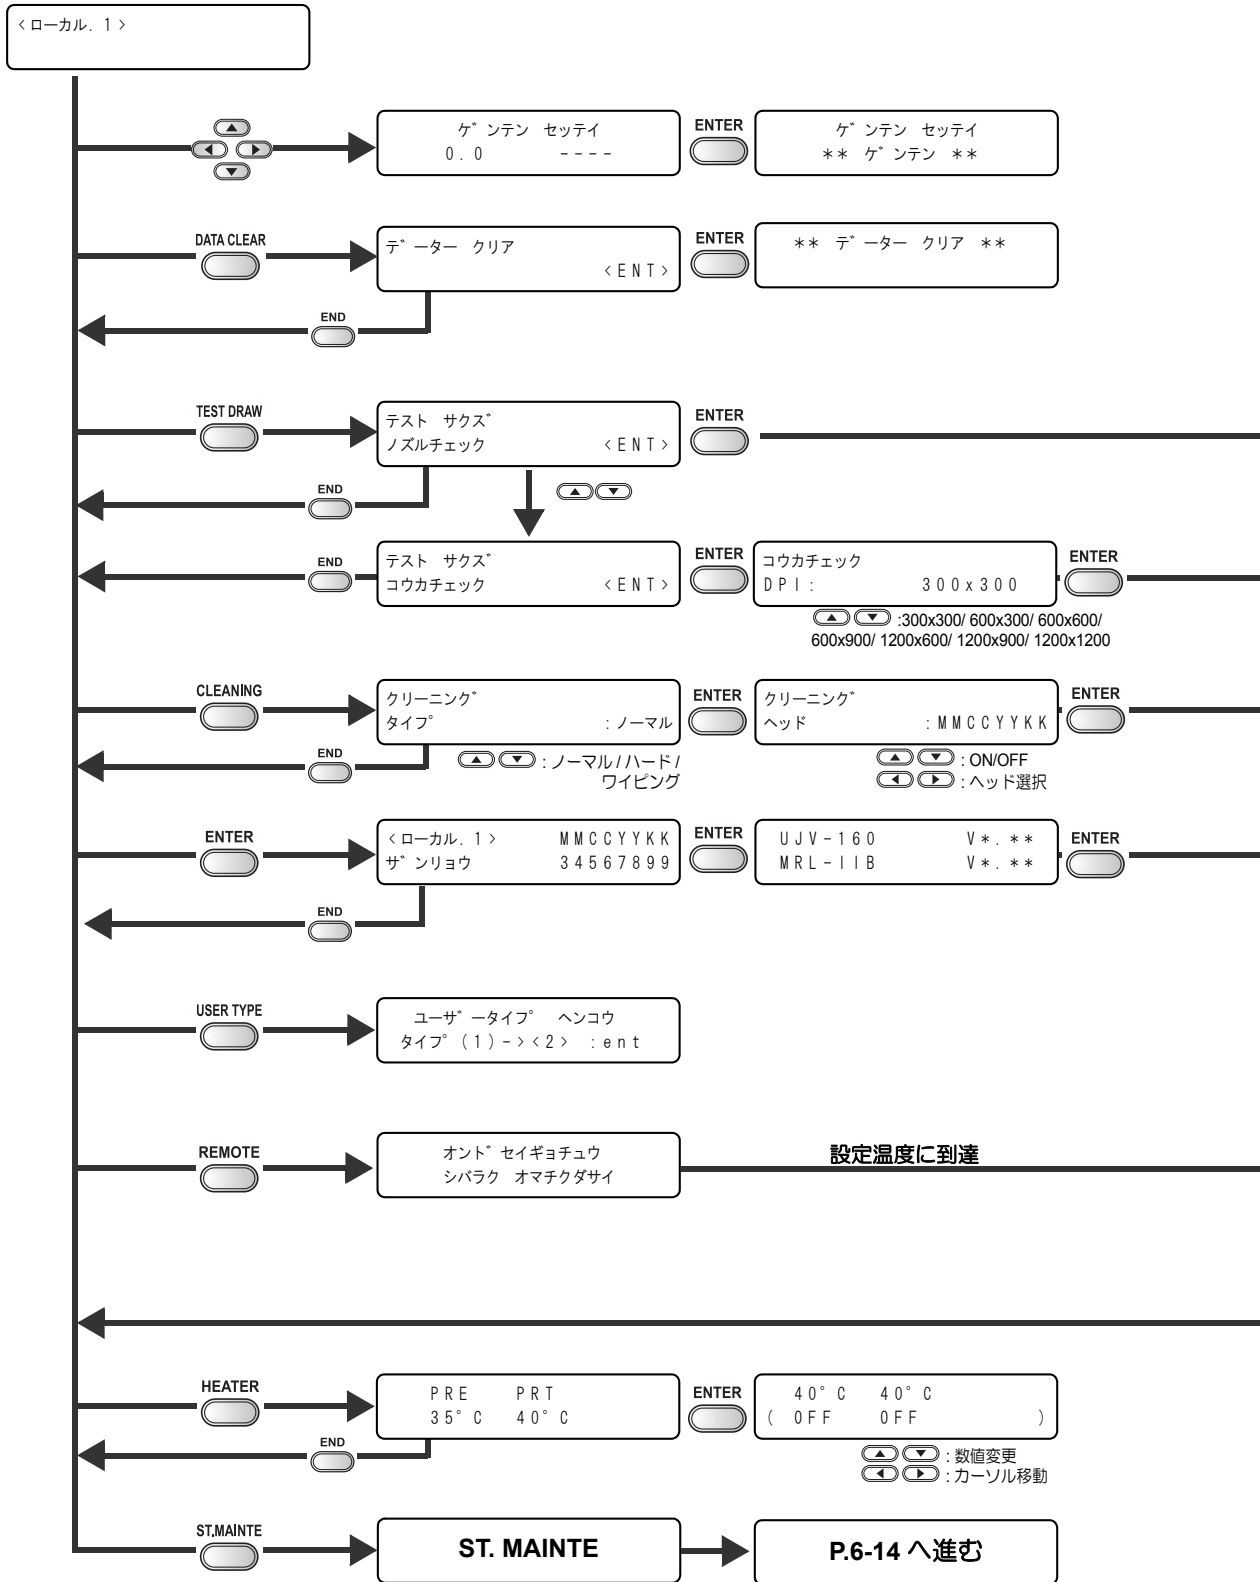 <ローカル. 1>
ゲンテン セッテイ
0.0 ----
ENTER
ゲンテン セッテイ
** ゲンテン **
DATA CLEAR
データー クリア
<ENT>
ENTER
** データー クリア **
END
TEST DRAW
テスト サクズ
ノズルチェック <ENT>
ENTER
END
END
テスト サクズ
コウカチェック <ENT>
ENTER
コウカチェック
DPI: 300x300
ENTER
:300x300/ 600x300/ 600x600/
600x900/ 1200x600/ 1200x900/ 1200x1200
CLEANING
クリーニング
タイプ :ノーマル
ENTER
クリーニング
ヘッド :MMCCYYKK
ENTER
END
: ノーマル / ハード /
ワイピング
: ON/OFF
: ヘッド選択
ENTER
<ローカル. 1> MMCCYYKK
ザンリョウ 34567899
ENTER
UJV-160 V*.**
MRL-IIB V*.**
ENTER
END
USER TYPE
ユーザータイプ ヘンコウ
タイプ(1)-><2> :ent
REMOTE
オンドセイギョチュウ
シバラク オマチクダサイ
設定温度に到達
HEATER
PRE PRT
35°C 40°C
ENTER
40°C 40°C
( OFF OFF )
END
: 数値変更
: カーソル移動
ST.MAINTE
ST. MAINTE
P.6-14 へ進む